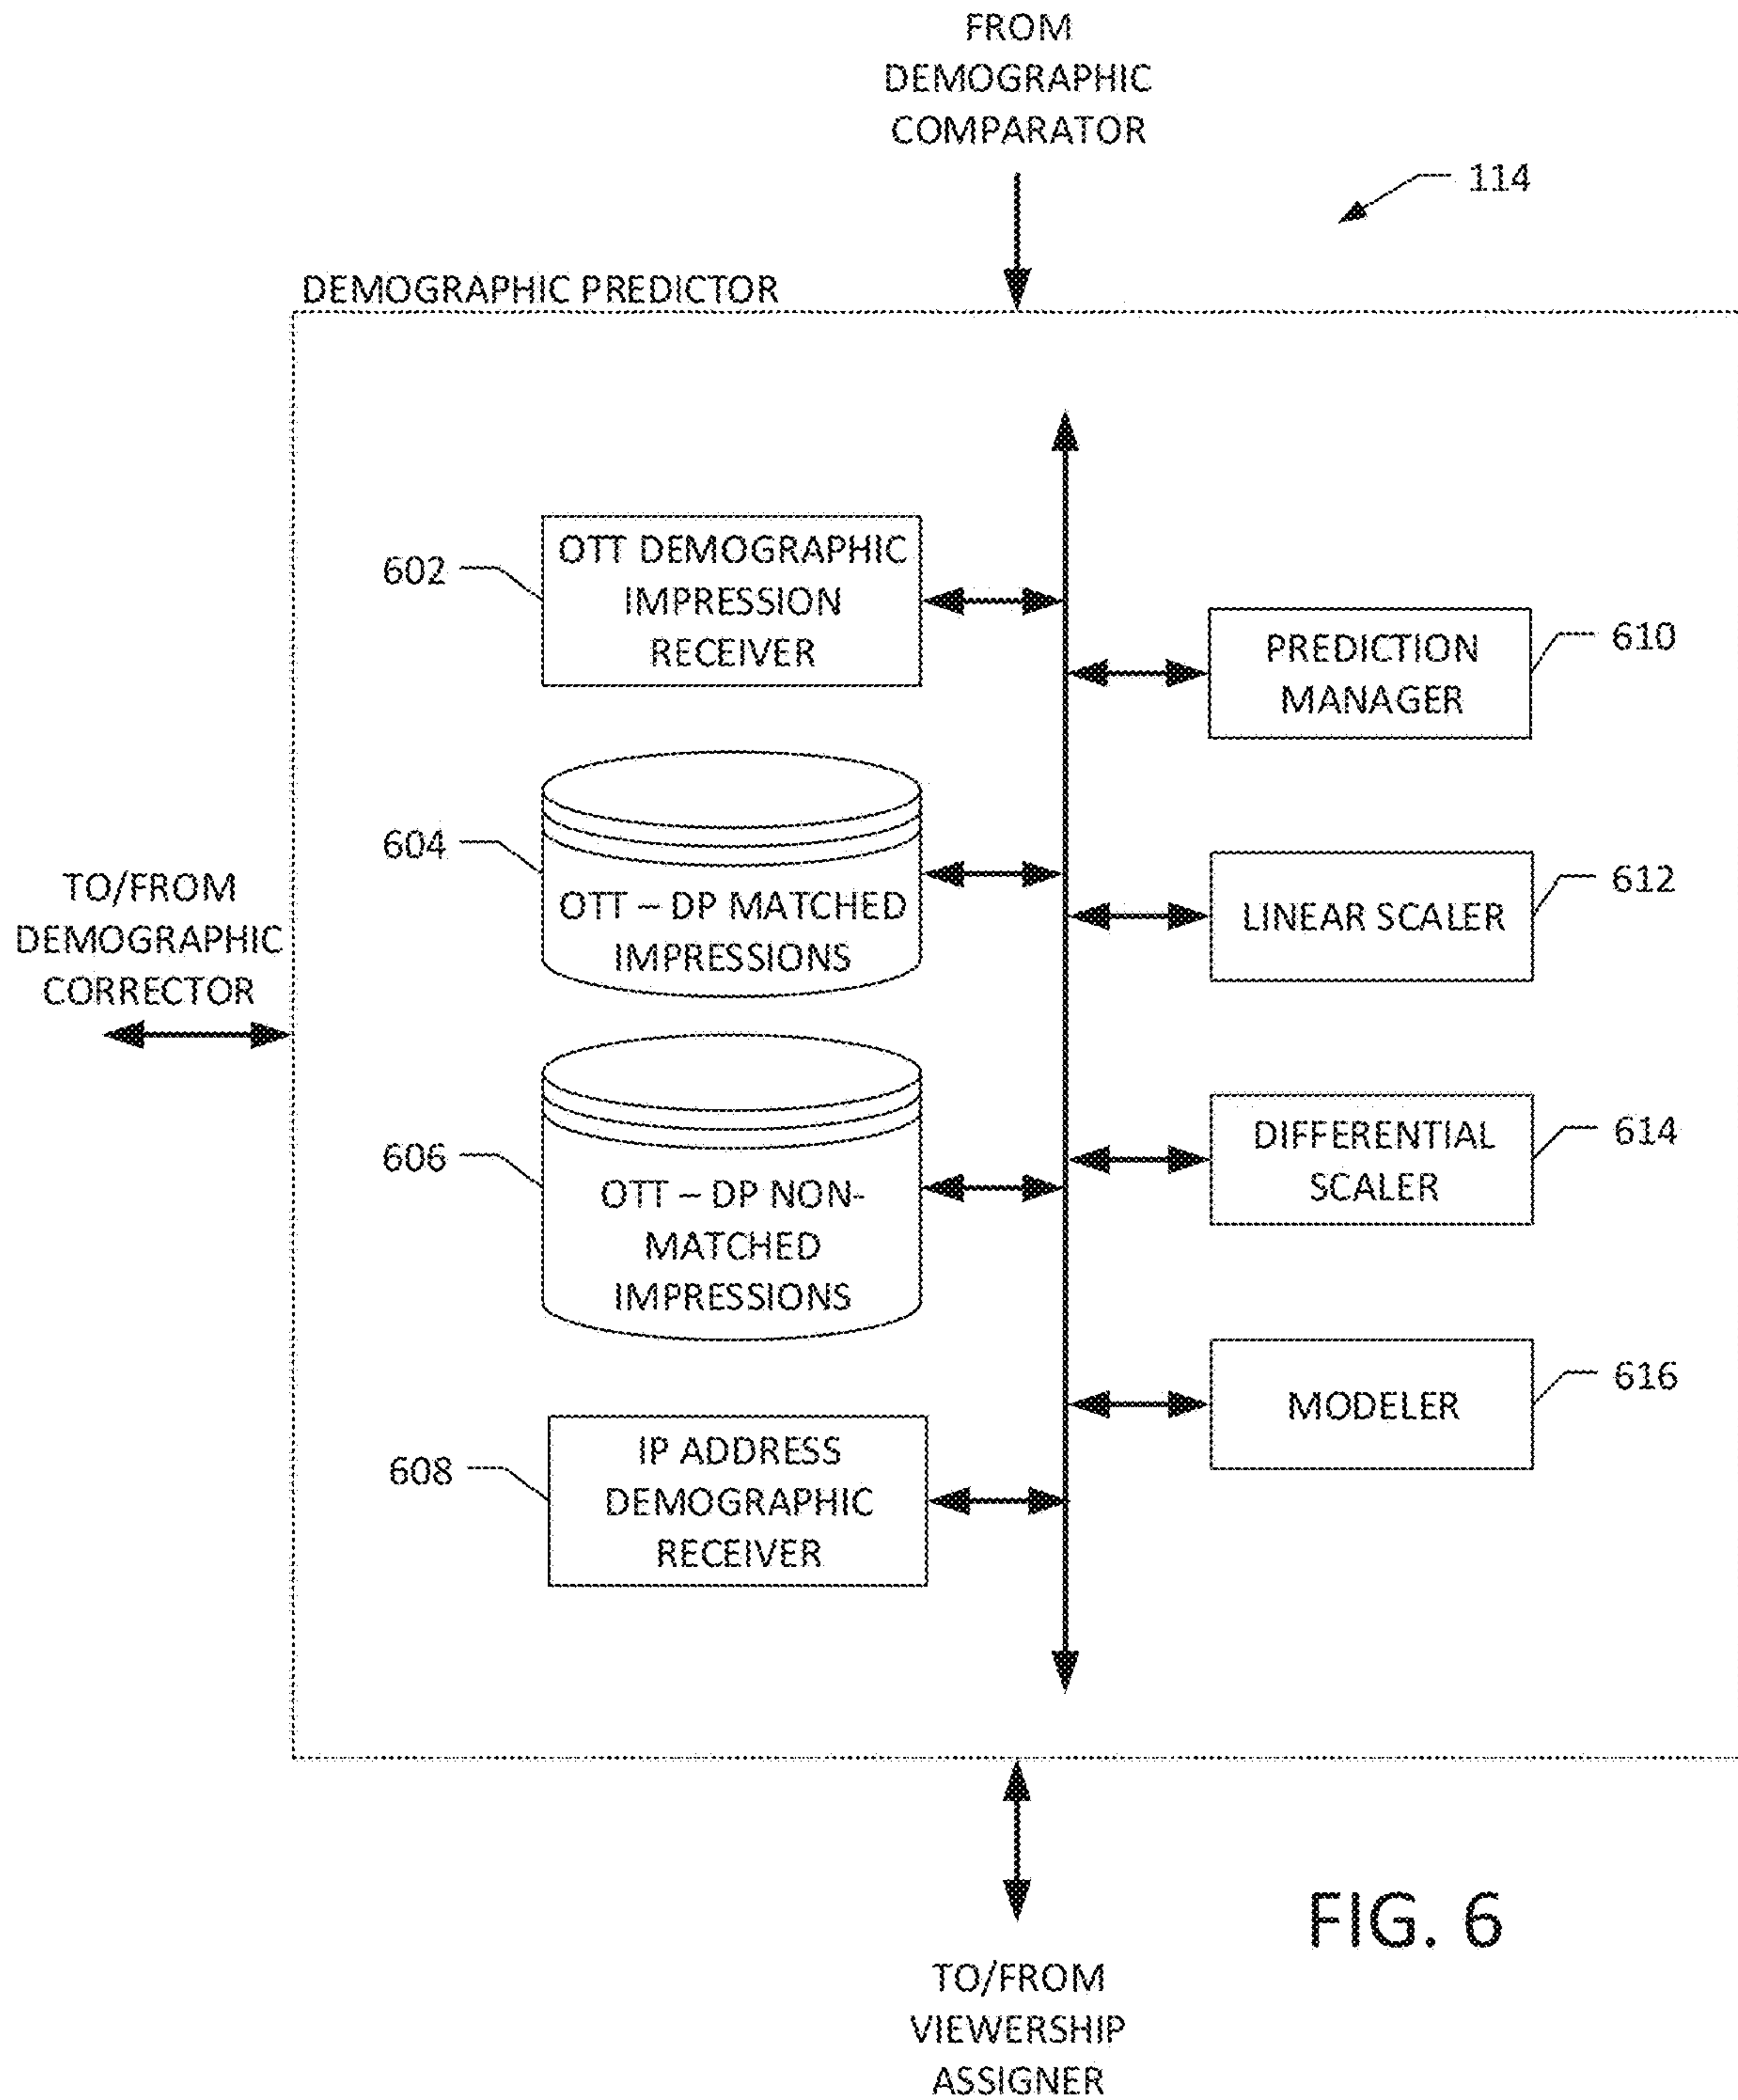 FROM
DEMOGRAPHIC
COMPARATOR
114
DEMOGRAPHIC PREDICTOR
602
OTT DEMOGRAPHIC
IMPRESSION
RECEIVER
PREDICTION
MANAGER
610
604
OTT – DP MATCHED
IMPRESSIONS
LINEAR SCALER
612
TO/FROM
DEMOGRAPHIC
CORRECTOR
606
OTT – DP NON-
MATCHED
IMPRESSIONS
DIFFERENTIAL
SCALER
614
608
IP ADDRESS
DEMOGRAPHIC
RECEIVER
MODELER
616
TO/FROM
VIEWERSHIP
ASSIGNER
FIG. 6